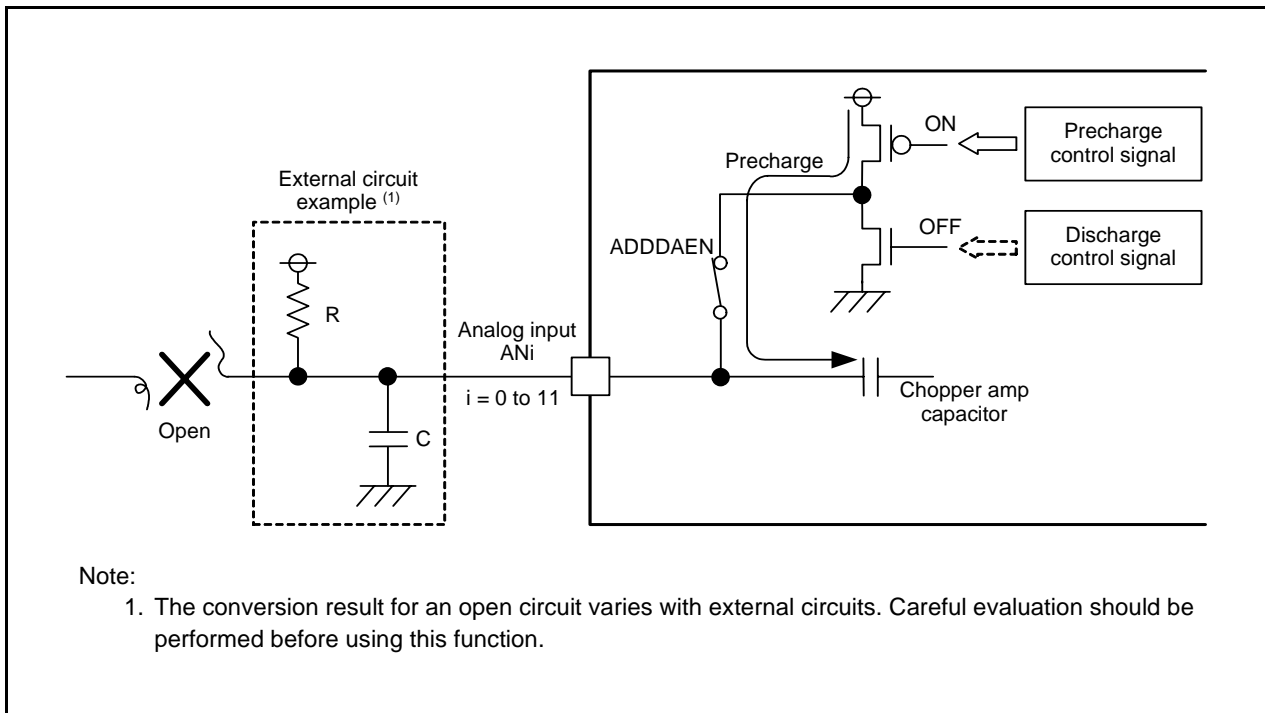 External circuit
example (1)
R
C
Open
Analog input
ANi
i = 0 to 11
Precharge
ADDDAEN
ON
OFF
Precharge
control signal
Discharge
control signal
Chopper amp
capacitor
Note:
1. The conversion result for an open circuit varies with external circuits. Careful evaluation should be
performed before using this function.